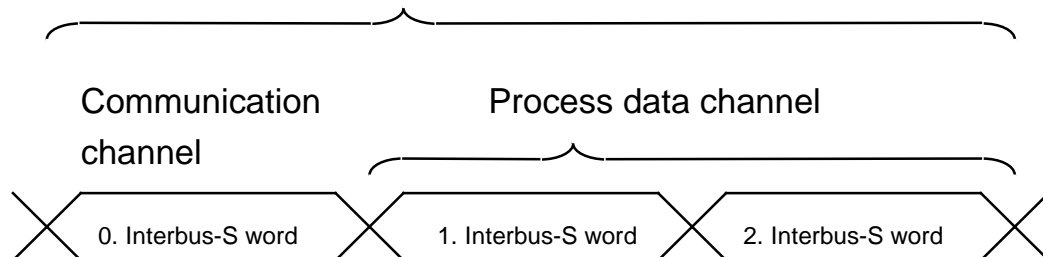 Communication
channel
Process data channel
0. Interbus-S word
1. Interbus-S word
2. Interbus-S word